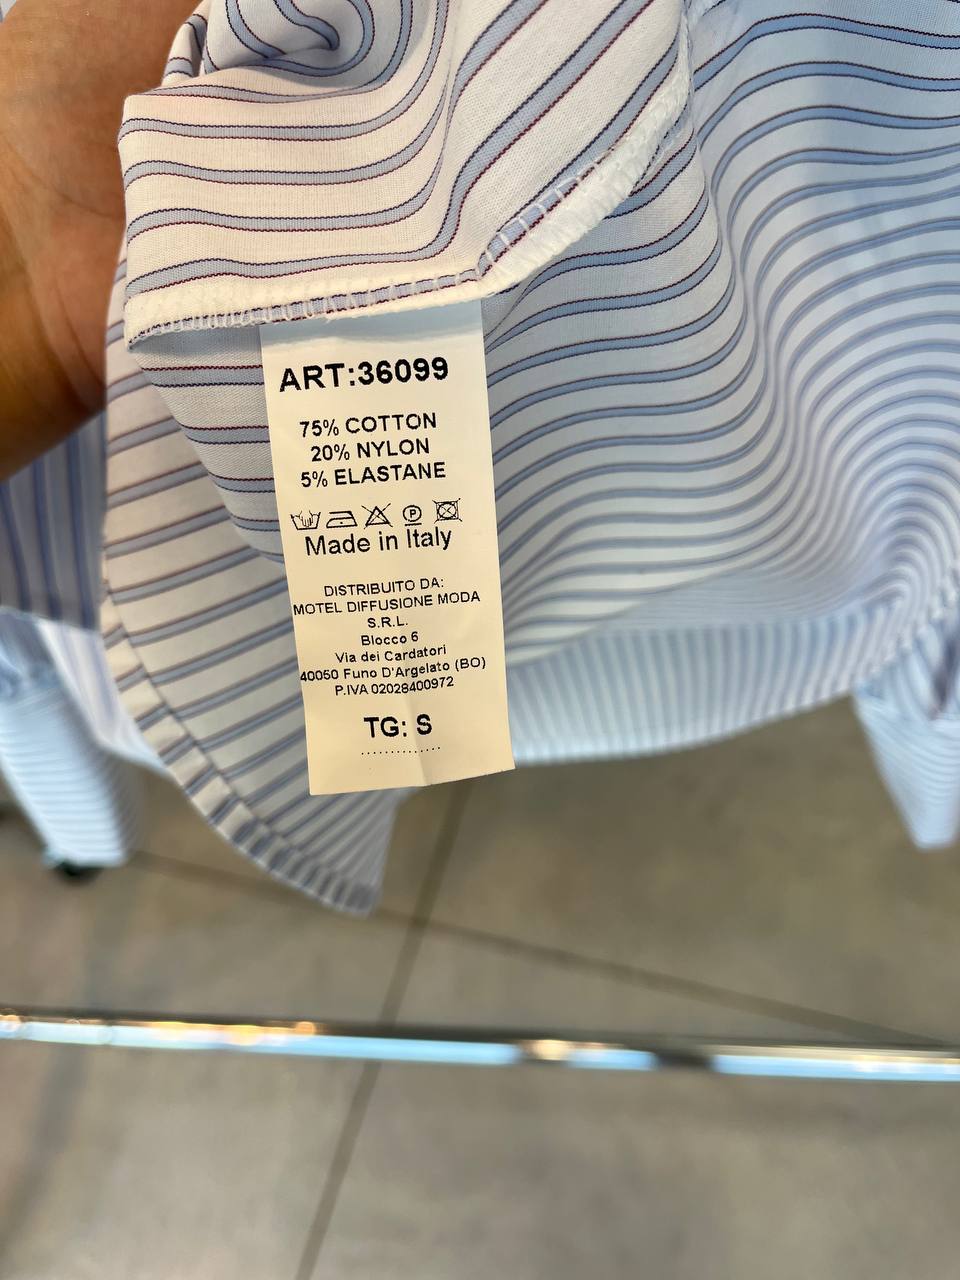 ART:36099
75% COTTON
20% NYLON
5% ELASTANE
P
Made in Italy
DISTRIBUITO DA:
MOTEL DIFFUSIONE MODA
S.R.L.
Blocco 6
Via dei Cardatori
40050 Funo D'Argelato (BO)
P.IVA 02028400972
TG: S